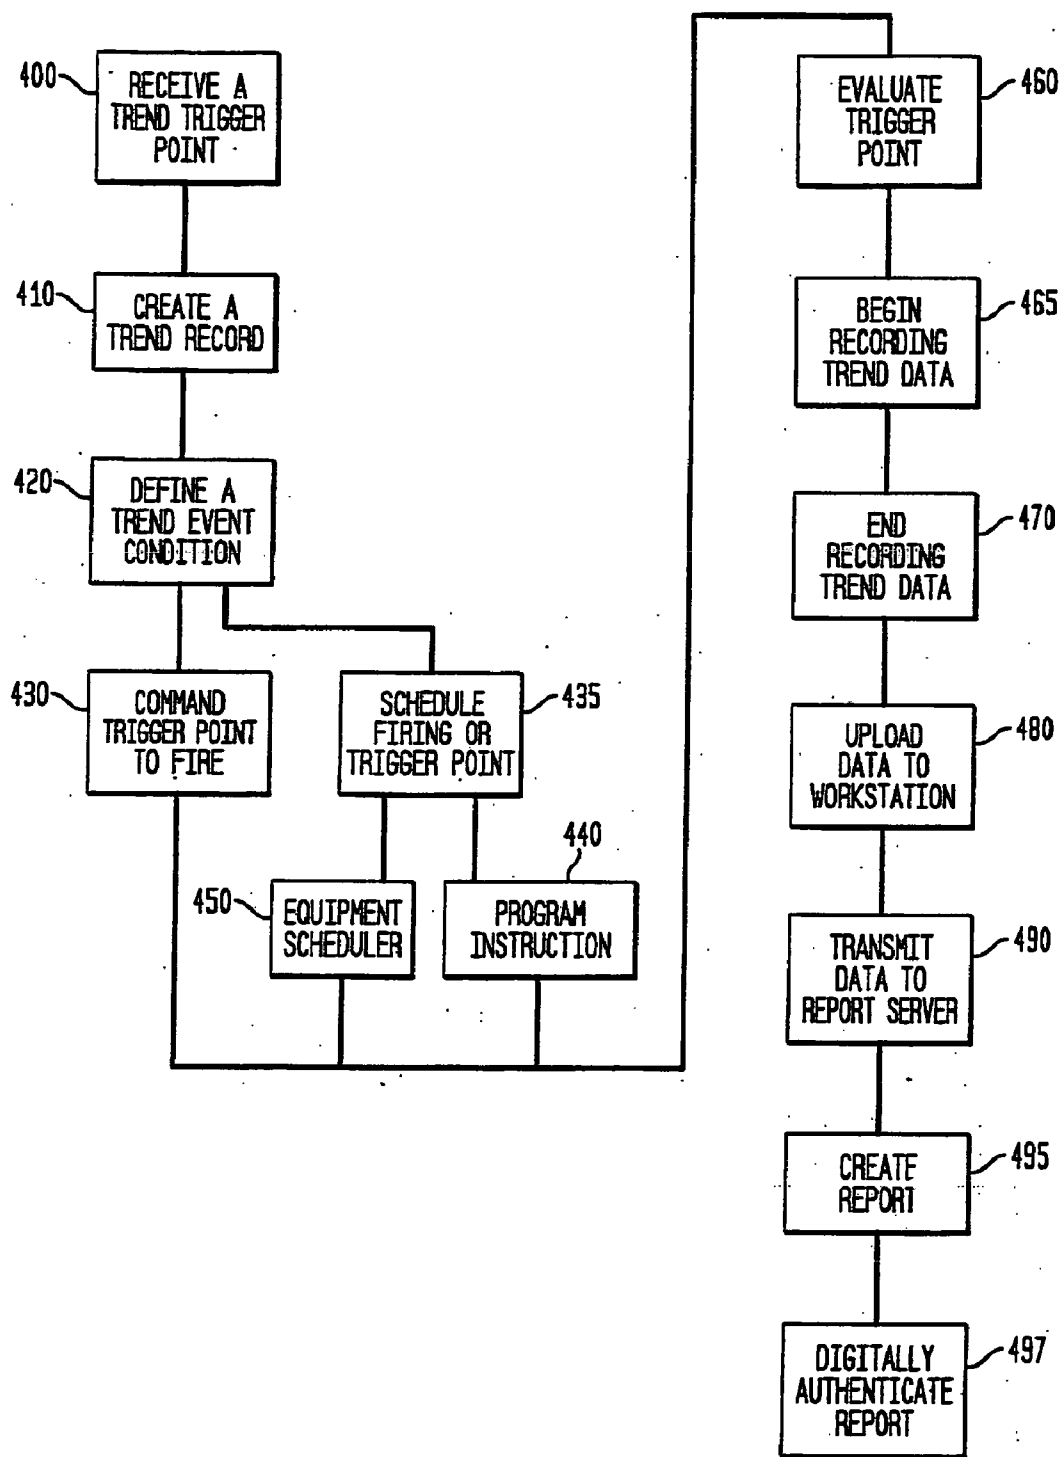 400
RECEIVE A
TREND TRIGGER
POINT
410
CREATE A
TREND RECORD
420
DEFINE A
TREND EVENT
CONDITION
430
COMMAND
TRIGGER POINT
TO FIRE
SCHEDULE
FIRING OR
TRIGGER POINT
435
450
EQUIPMENT
SCHEDULER
440
PROGRAM
INSTRUCTION
EVALUATE
TRIGGER
POINT
460
BEGIN
RECORDING
TREND DATA
465
END
RECORDING
TREND DATA
470
UPLOAD
DATA TO
WORKSTATION
480
TRANSMIT
DATA TO
REPORT SERVER
490
CREATE
REPORT
495
DIGITALLY
AUTHENTICATE
REPORT
497